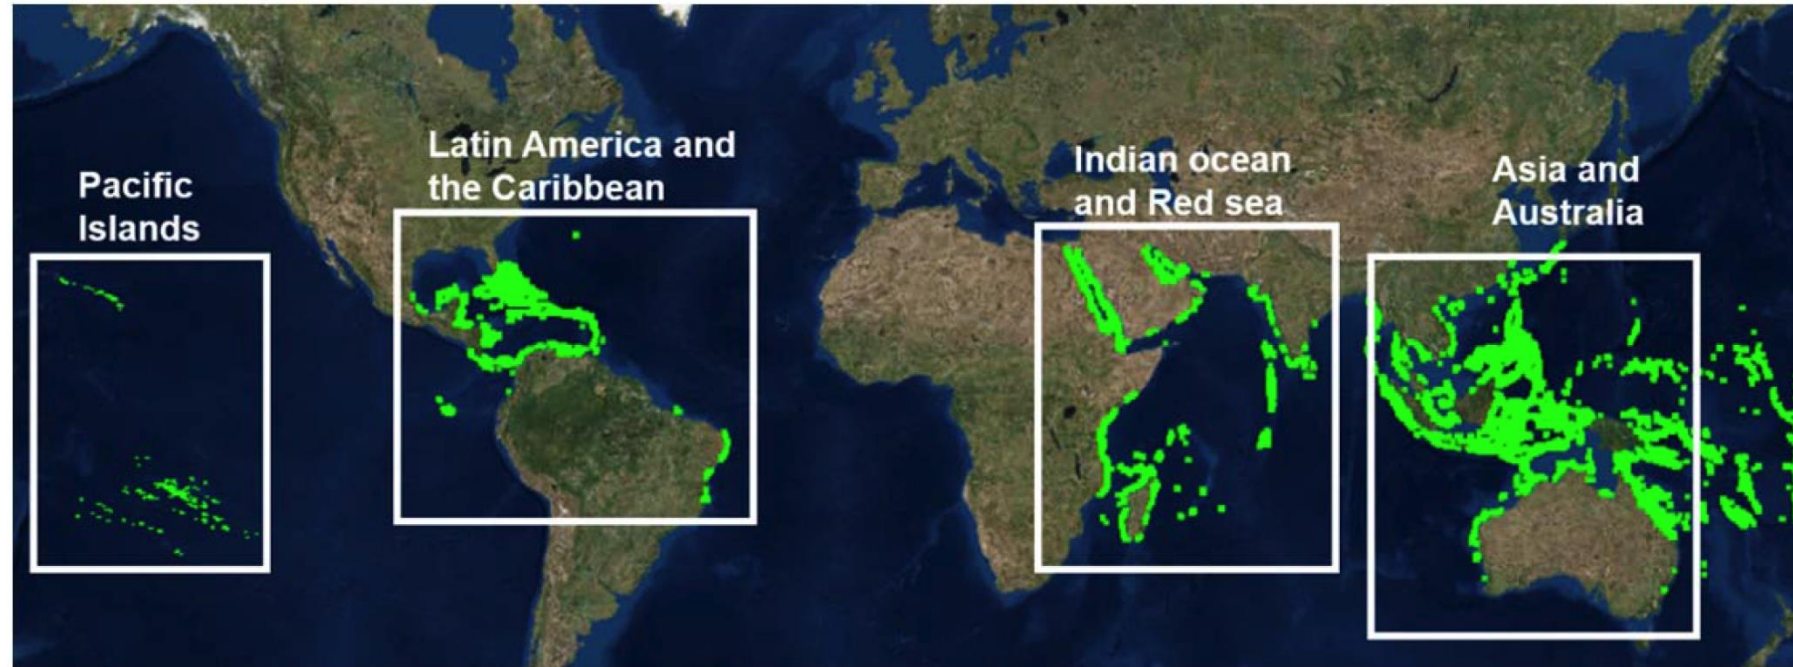 Pacific
Islands
Latin America and
the Caribbean
Indian ocean
and Red sea
Asia and
Australia